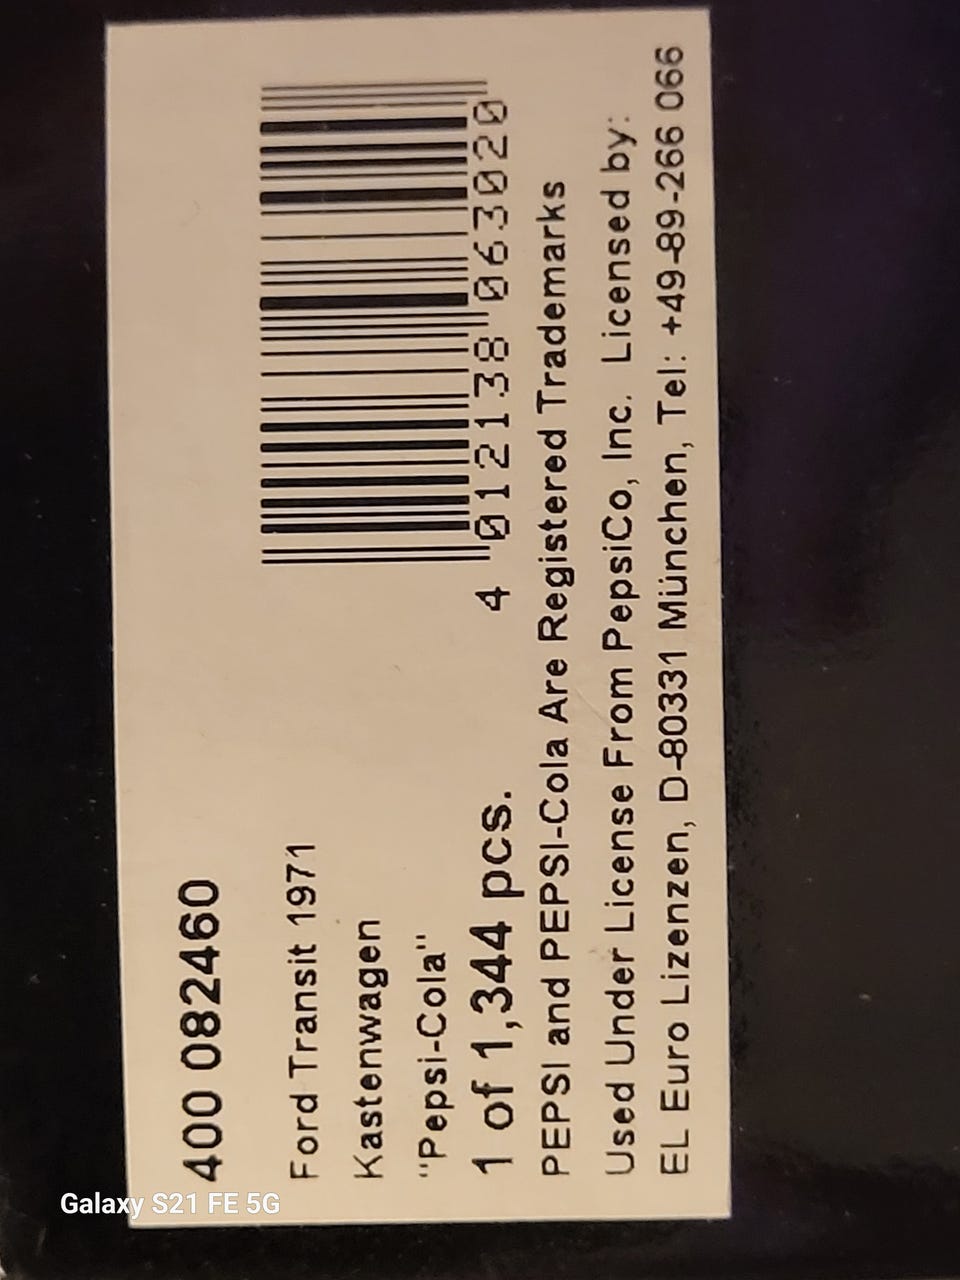 400 082460
Ford Transit 1971
Kastenwagen
"Pepsi-Cola"
1 of 1,344 pcs.
4 012138 063020
PEPSI and PEPSI-Cola Are Registered Trademarks
Used Under License From PepsiCo, Inc. Licensed by:
EL Euro Lizenzen, D-80331 München, Tel: +49-89-266 066
Galaxy S21 FE 5G